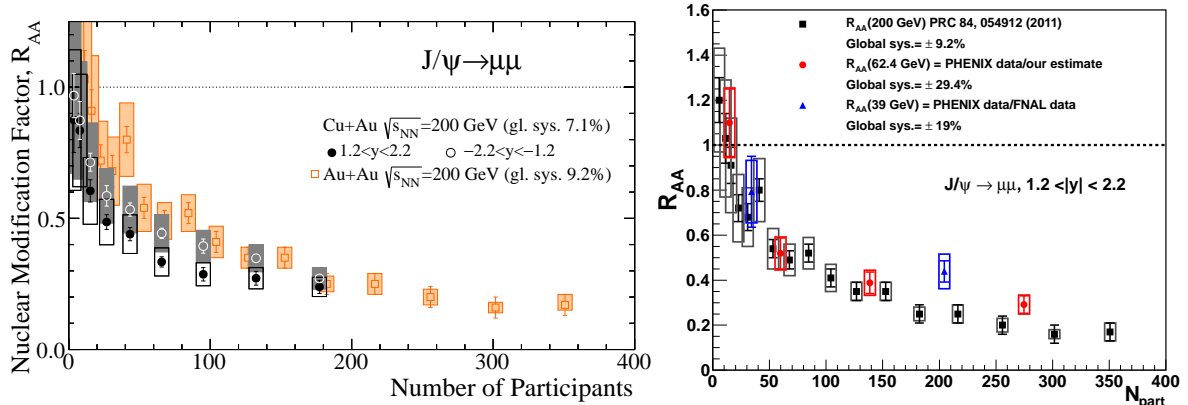 Nuclear Modification Factor, R_AA
1.0
0.5
0.0
J/ψ→μμ
Cu+Au √s_NN=200 GeV (gl. sys. 7.1%)
1.2<y<2.2 −2.2<y<−1.2
Au+Au √s_NN=200 GeV (gl. sys. 9.2%)
0 100 200 300 400
Number of Participants
R_AA
1.6
1.4
1.2
1
0.8
0.6
0.4
0.2
0
R_AA(200 GeV) PRC 84, 054912 (2011)
Global sys.= ± 9.2%
R_AA(62.4 GeV) = PHENIX data/our estimate
Global sys.= ± 29.4%
R_AA(39 GeV) = PHENIX data/FNAL data
Global sys.= ± 19%
J/ψ → μμ, 1.2 <|y| < 2.2
0 50 100 150 200 250 300 350 400
N_part